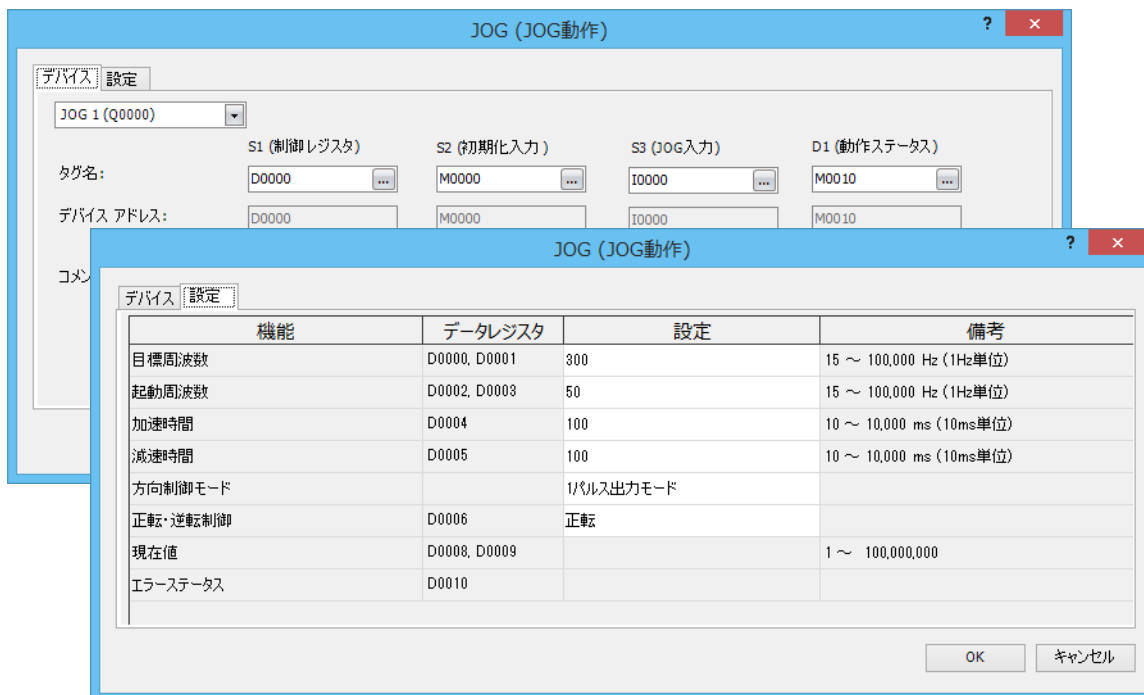 JOG (JOG動作)
? ×
デバイス 設定
JOG 1 (Q0000)
S1 (制御レジスタ) S2 (初期化入力) S3 (JOG入力) D1 (動作ステータス)
タグ名: D0000 ... M0000 ... I0000 ... M0010 ...
デバイス アドレス: D0000 M0000 I0000 M0010
コメン
JOG (JOG動作)
? ×
デバイス 設定
機能 データレジスタ 設定 備考
目標周波数 D0000, D0001 300 15 ～ 100,000 Hz (1Hz単位)
起動周波数 D0002, D0003 50 15 ～ 100,000 Hz (1Hz単位)
加速時間 D0004 100 10 ～ 10,000 ms (10ms単位)
減速時間 D0005 100 10 ～ 10,000 ms (10ms単位)
方向制御モード 1パルス出力モード
正転・逆転制御 D0006 正転
現在値 D0008, D0009 1 ～ 100,000,000
エラーステータス D0010
OK キャンセル